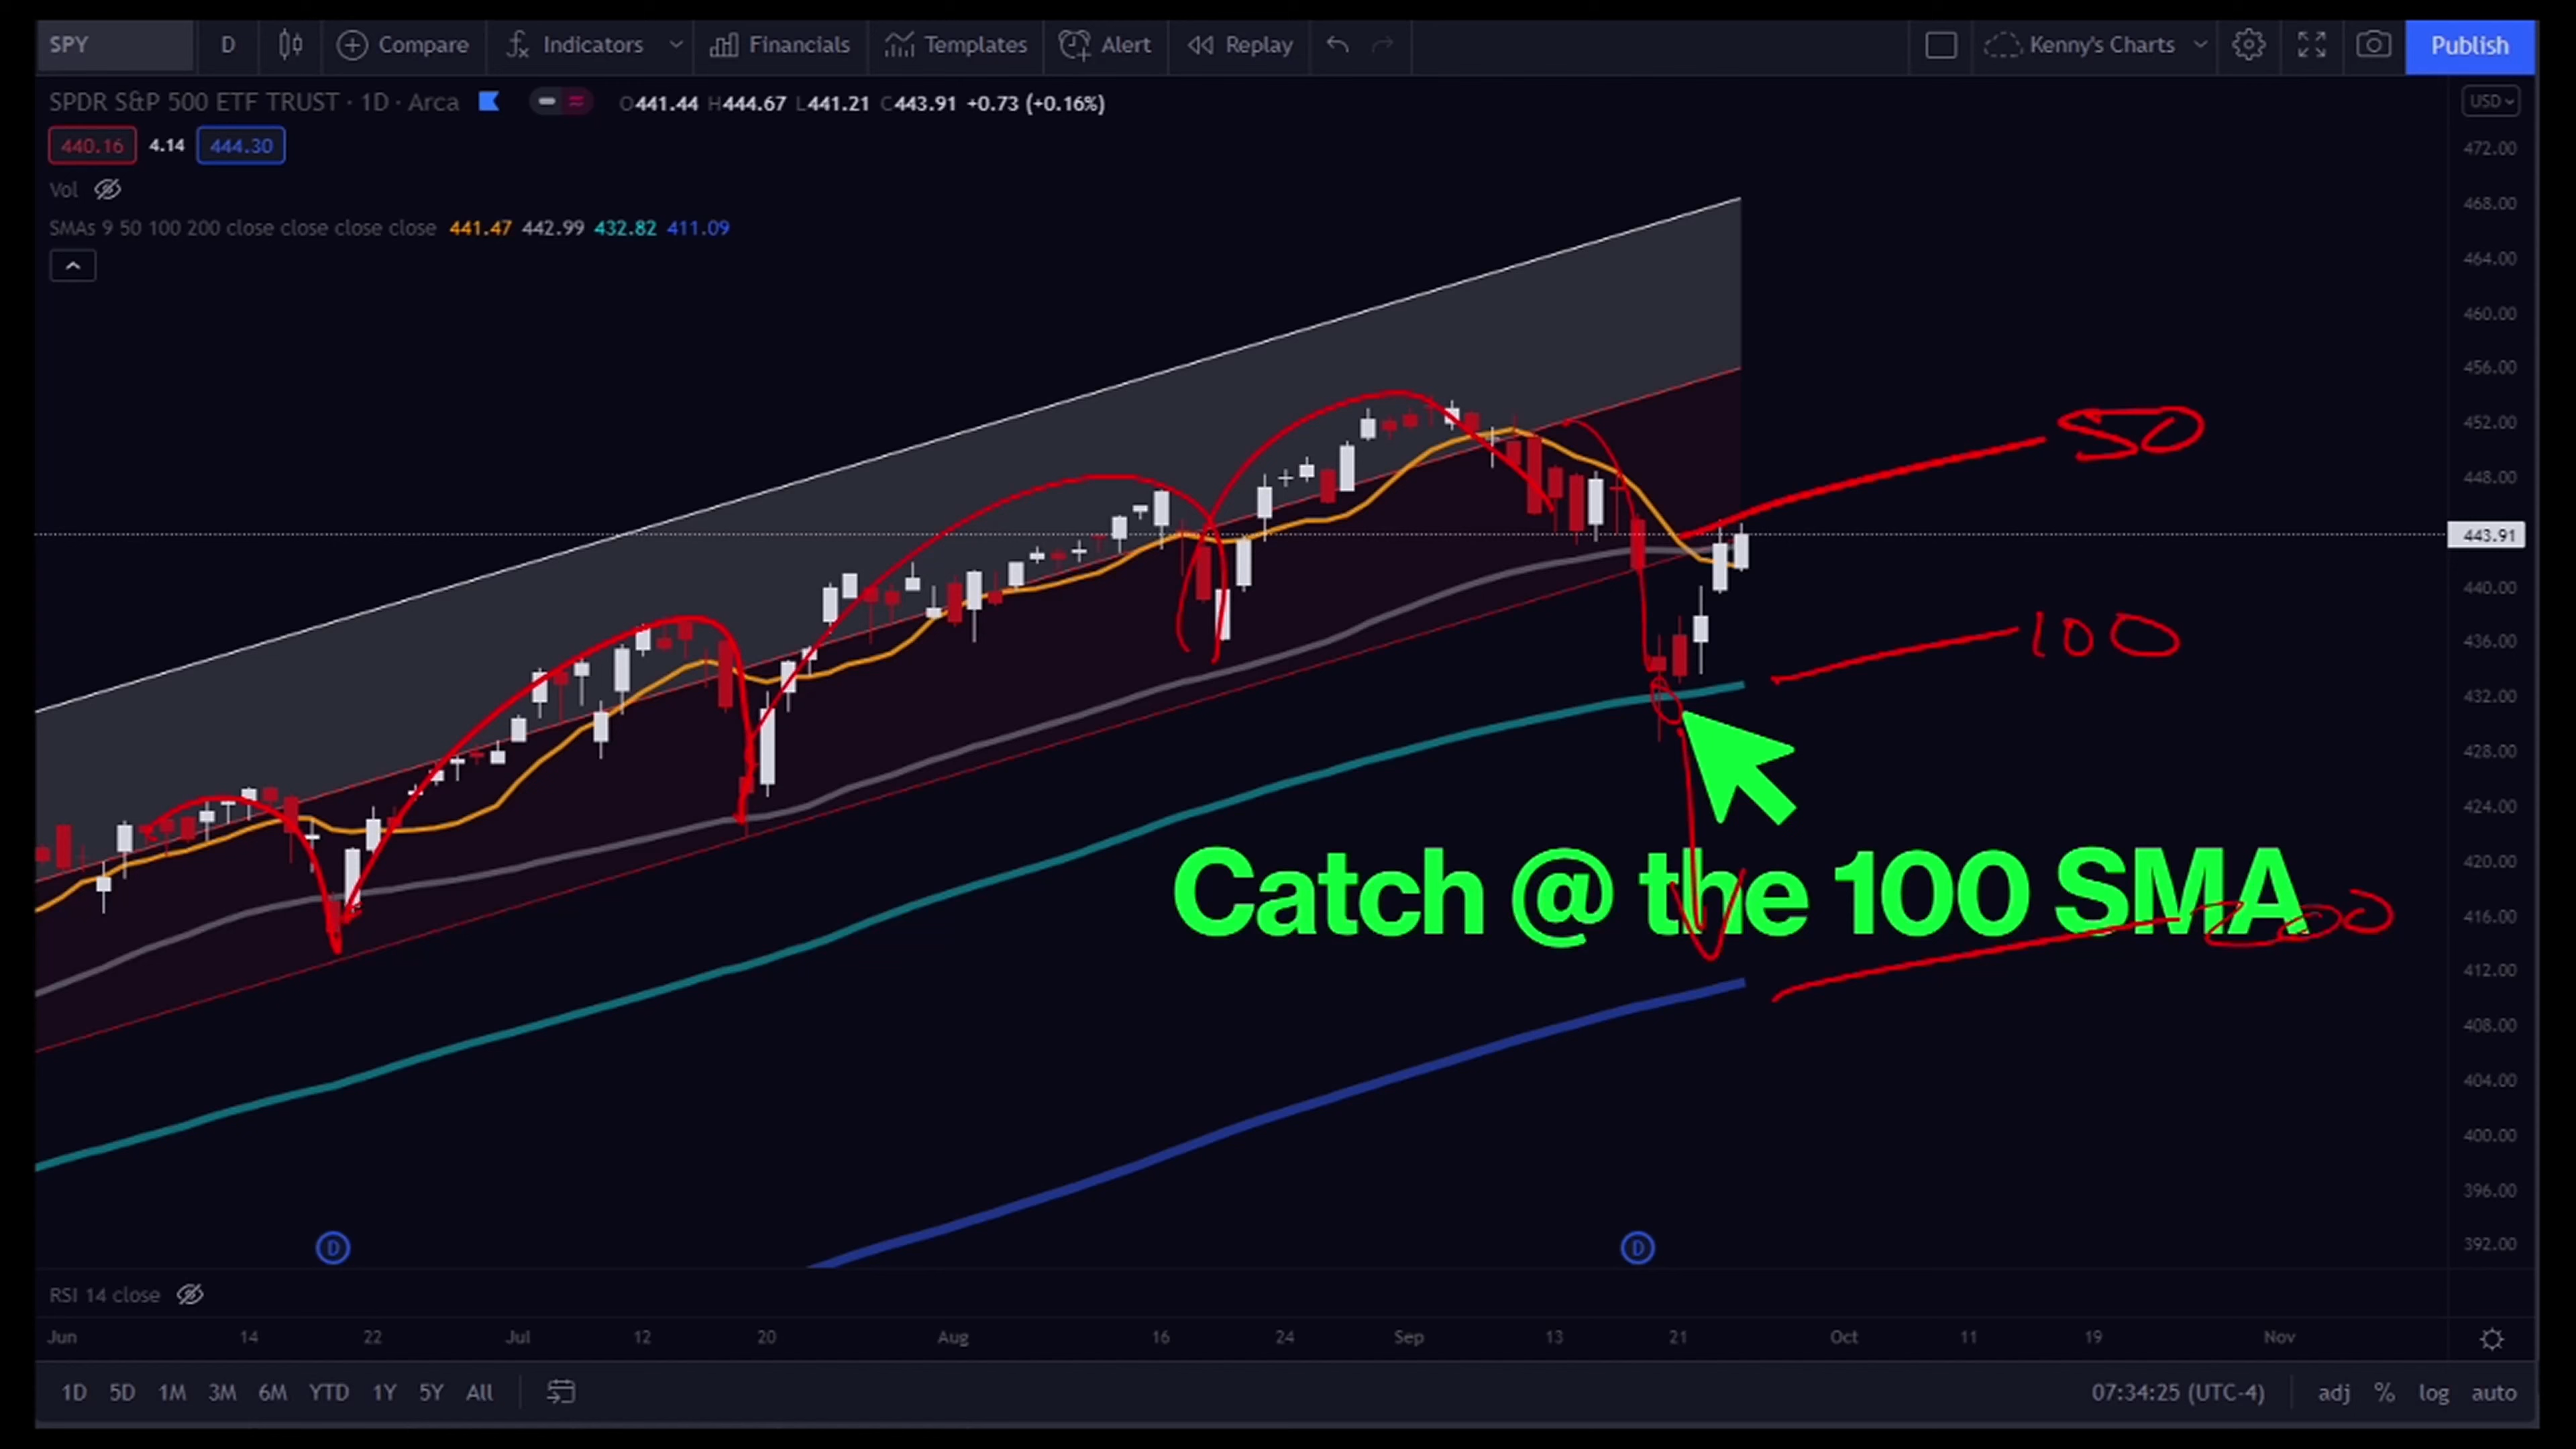 SPY D Compare Indicators Financials Templates Alert Replay Kenny's Charts Publish
SPDR S&P 500 ETF TRUST · 1D · Arca O441.44 H444.67 L441.21 C443.91 +0.73 (+0.16%) USD
440.16 4.14 444.30
472.00
Vol
468.00
SMAs 9 50 100 200 close close close close 441.47 442.99 432.82 411.09
464.00
460.00
456.00
452.00
50
448.00
443.91
440.00
100
436.00
432.00
428.00
424.00
420.00
Catch @ the 100 SMA
200
416.00
412.00
408.00
404.00
400.00
396.00
D D
392.00
RSI 14 close
Jun 14 22 Jul 12 20 Aug 16 24 Sep 13 21 Oct 11 19 Nov
1D 5D 1M 3M 6M YTD 1Y 5Y All 07:34:25 (UTC-4) adj % log auto